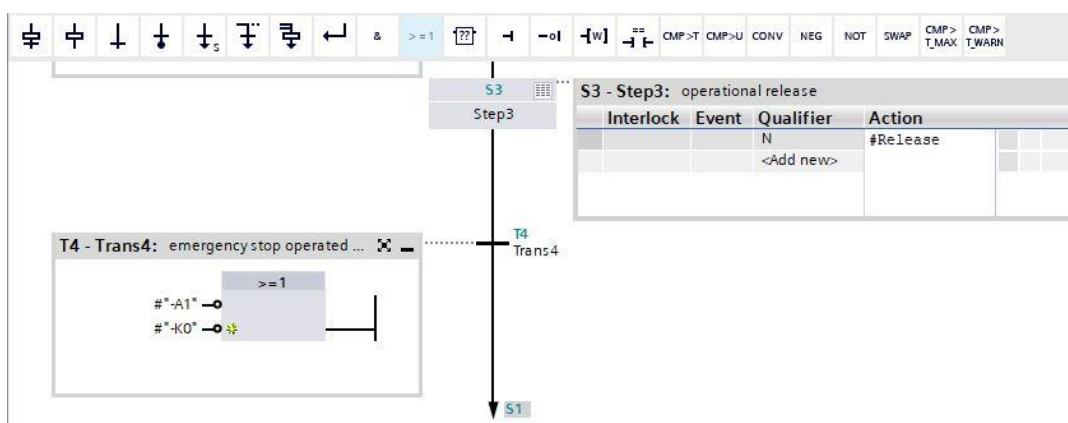 S & >=1 ?? [W] == CMP>T CMP>U CONV NEG NOT SWAP CMP> T_MAX CMP> T_WARN
S3
Step3
S3 - Step3: operational release
Interlock Event Qualifier Action
N #Release
<Add new>
T4 - Trans4: emergency stop operated ...
T4
Trans4
>=1
#"-A1"
#"-K0"
S1